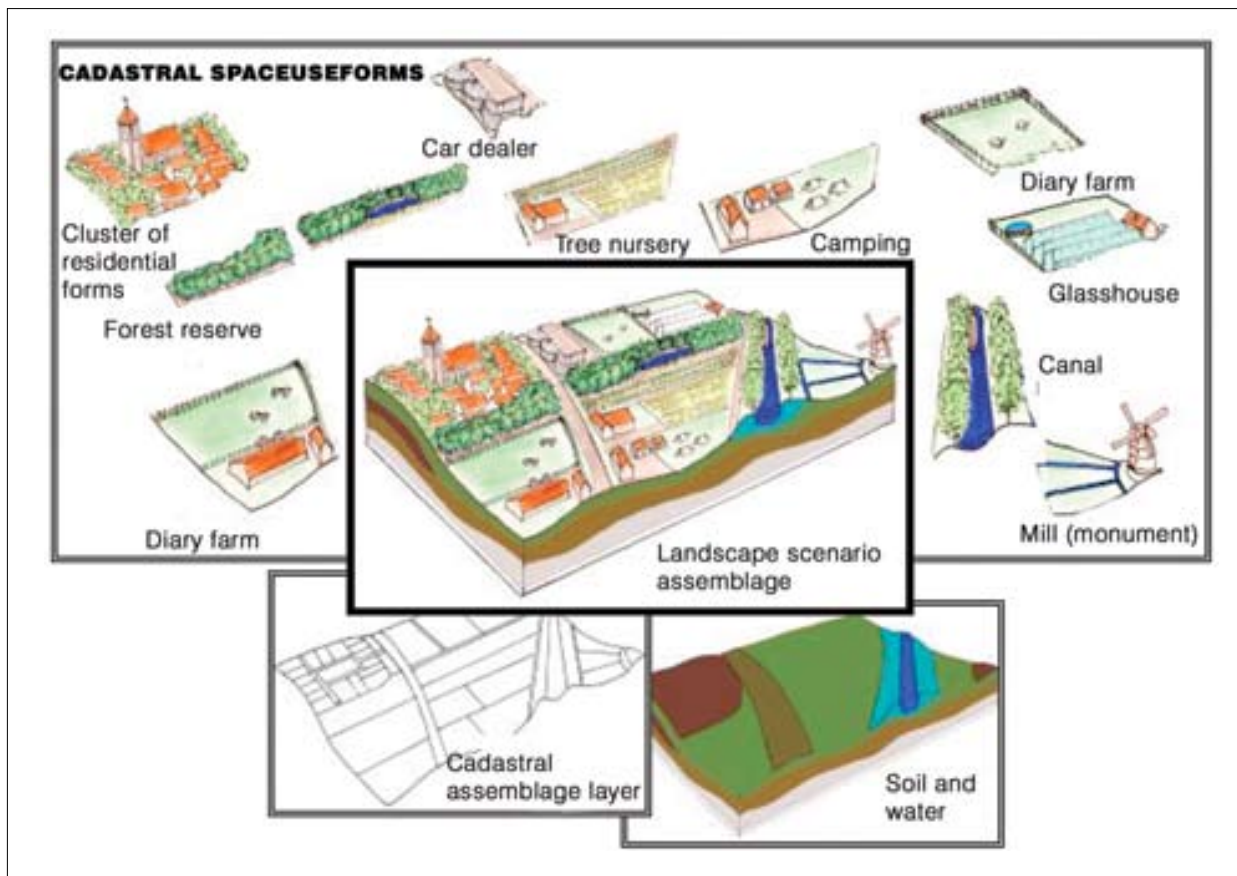 CADASTRAL SPACEUSEFORMS
Car dealer
Diary farm
Cluster of
residential
forms
Tree nursery
Camping
Glasshouse
Forest reserve
Canal
Diary farm
Mill (monument)
Landscape scenario
assemblage
Cadastral
assemblage layer
Soil and
water